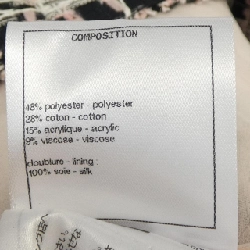 COMPOSITION
48% polyester - polyester
28% coton - cotton
15% acrylique - acrylic
9% viscose - viscose
doublure - lining :
100% soie - silk